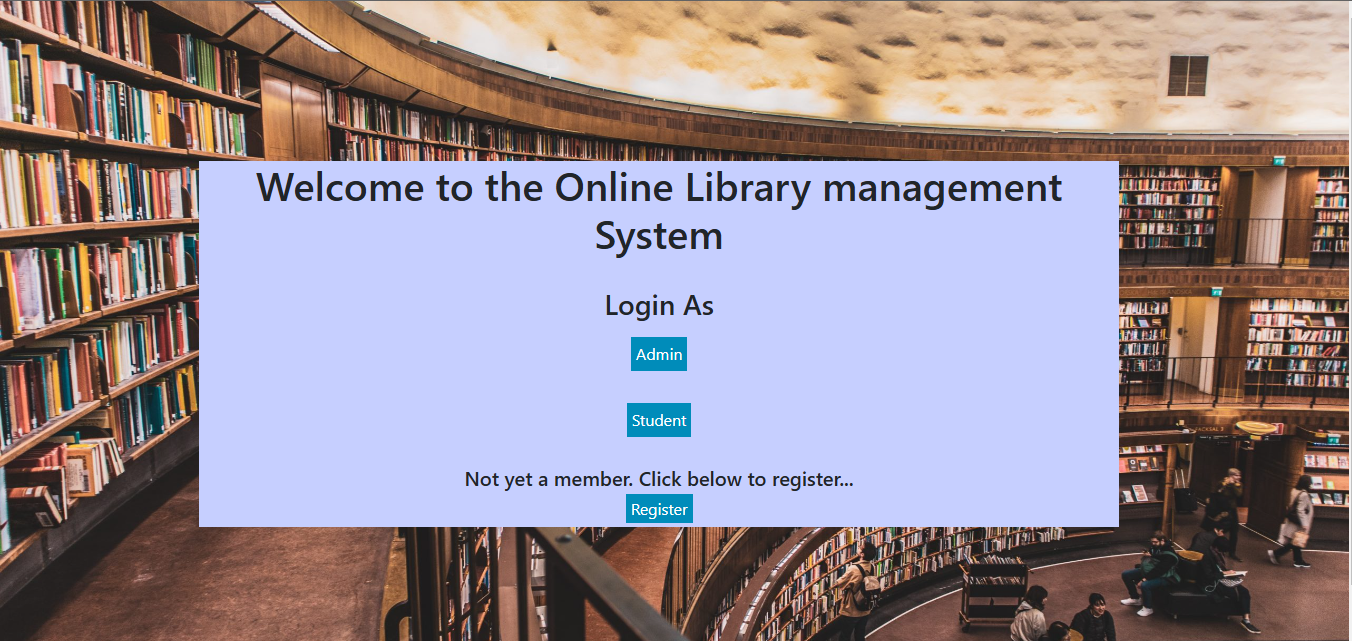 Welcome to the Online Library management
System
Login As
Admin
Student
Not yet a member. Click below to register...
Register